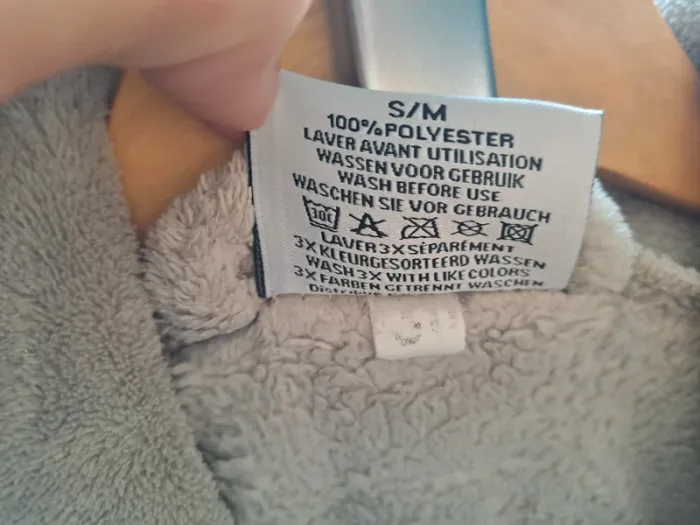 S/M
100%POLYESTER
LAVER AVANT UTILISATION
WASSEN VOOR GEBRUIK
WASH BEFORE USE
WASCHEN SIE VOR GEBRAUCH
30C
LAVER 3X SÉPARÉMENT
3X KLEURGESORTEERD WASSEN
WASH 3X WITH LIKE COLORS
3X FARBEN GETRENNT WASCHEN